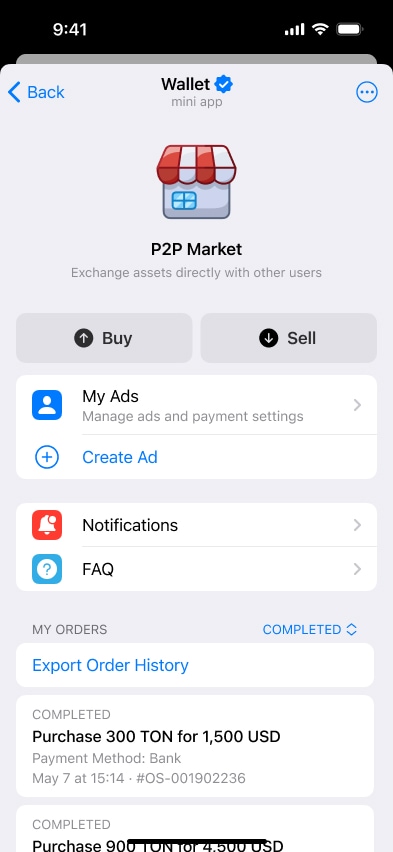 9:41
Back
Wallet
mini app
P2P Market
Exchange assets directly with other users
Buy
Sell
My Ads
Manage ads and payment settings
Create Ad
Notifications
FAQ
MY ORDERS
COMPLETED
Export Order History
COMPLETED
Purchase 300 TON for 1,500 USD
Payment Method: Bank
May 7 at 15:14 · #OS-001902236
COMPLETED
Purchase 900 TON for 4,500 USD